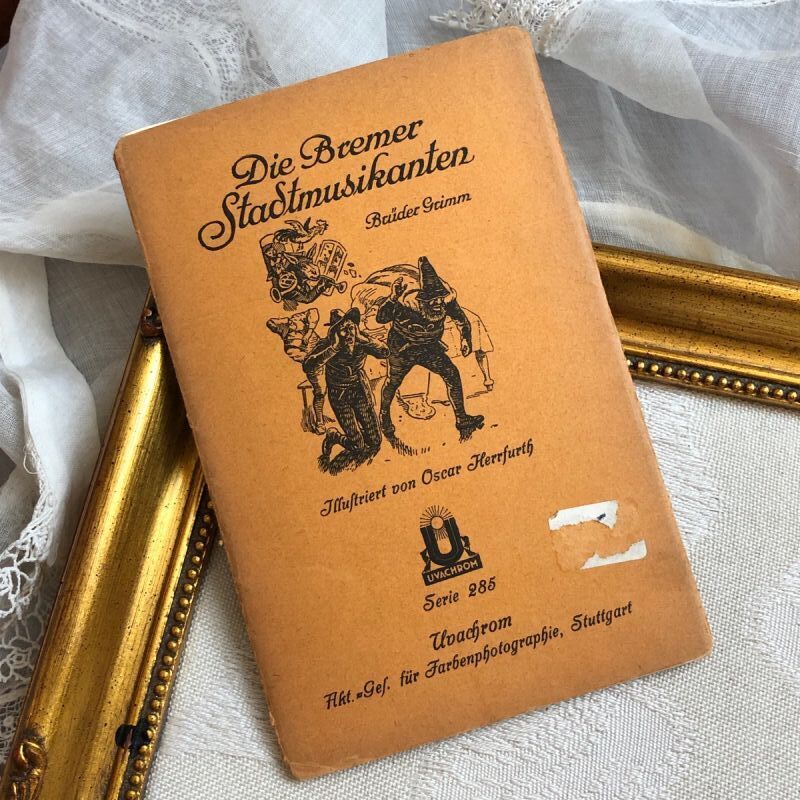 Die Bremer
Stadtmusikanten
Brüder Grimm
Illuſtriert von Oscar Herrfurth
U
UVACHROM
Serie 285
Uvachrom
Akt.=Geſ. für Farbenphotographie, Stuttgart